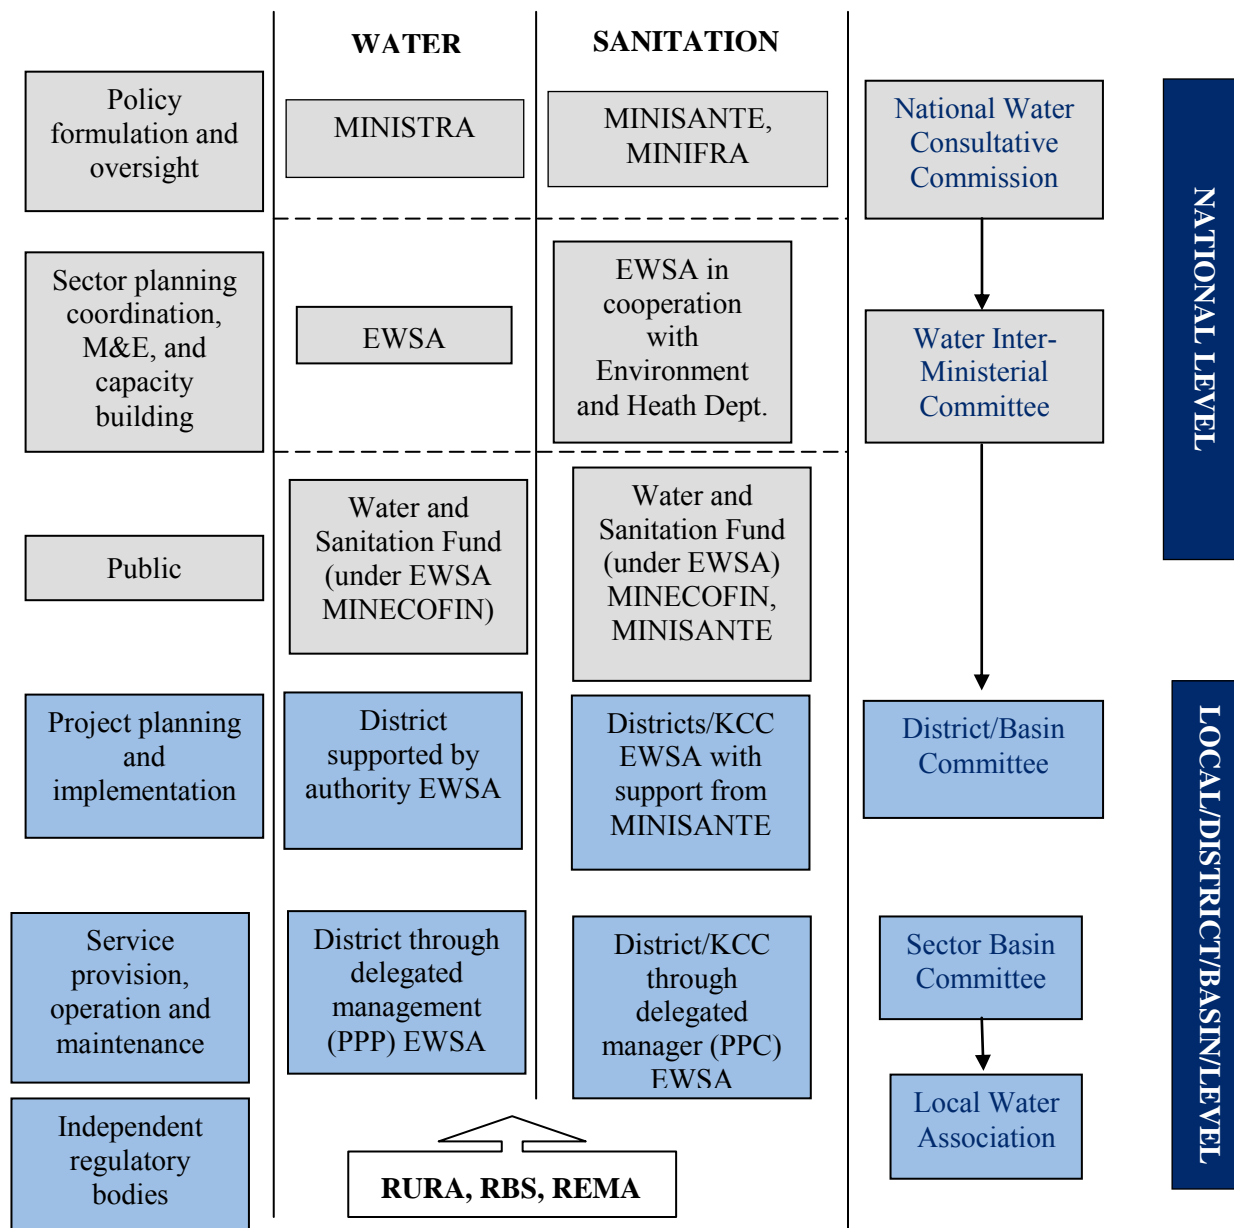 WATER
SANITATION
Policy
formulation and
oversight
MINISTRA
MINISANTE,
MINIFRA
National Water
Consultative
Commission
Sector planning
coordination,
M&E, and
capacity
building
EWSA
EWSA in
cooperation
with
Environment
and Heath Dept.
Water Inter-
Ministerial
Committee
NATIONAL LEVEL
Public
Water and
Sanitation Fund
(under EWSA
MINECOFIN)
Water and
Sanitation Fund
(under EWSA)
MINECOFIN,
MINISANTE
Project planning
and
implementation
District
supported by
authority EWSA
Districts/KCC
EWSA with
support from
MINISANTE
District/Basin
Committee
Service
provision,
operation and
maintenance
District through
delegated
management
(PPP) EWSA
District/KCC
through
delegated
manager (PPC)
EWSA
Sector Basin
Committee
Local Water
Association
LOCAL/DISTRICT/BASIN/LEVEL
Independent
regulatory
bodies
RURA, RBS, REMA